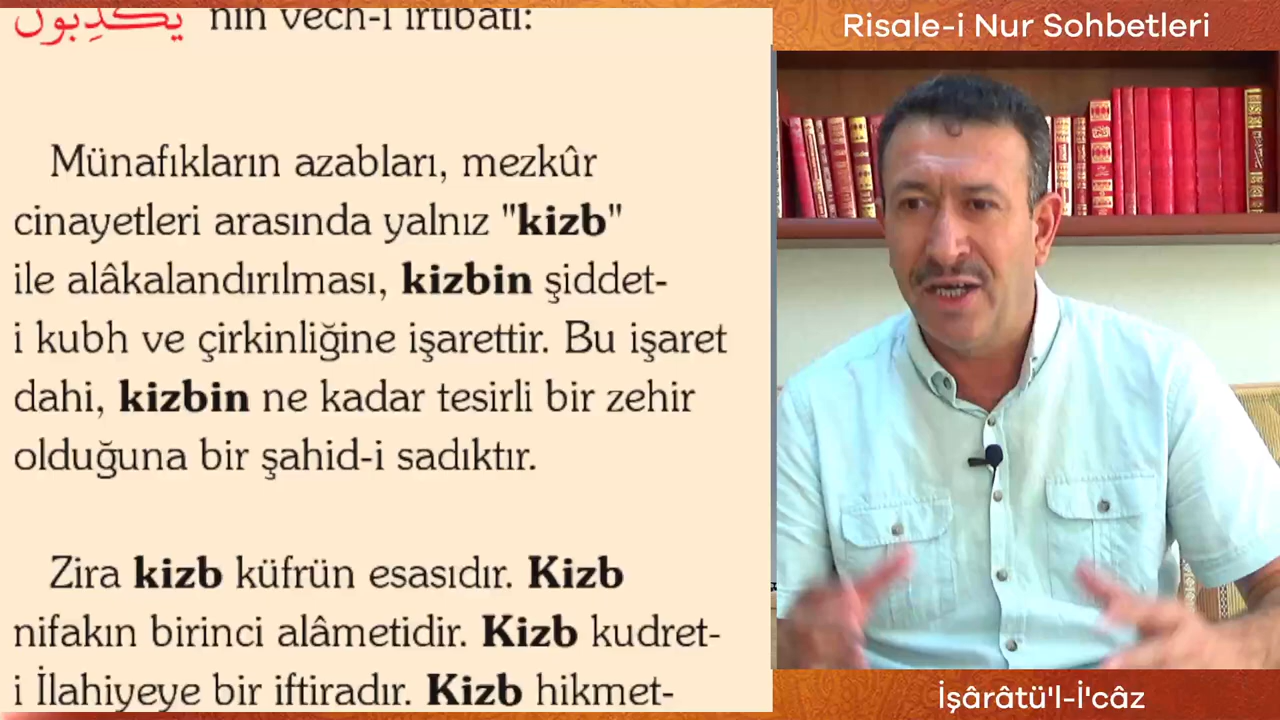 يَكْذِبُونَ 'nin vech-i irtibatı:
Münafıkların azabları, mezkûr
cinayetleri arasında yalnız "kizb"
ile alâkalandırılması, kizbin şiddet-
i kubh ve çirkinliğine işarettir. Bu işaret
dahi, kizbin ne kadar tesirli bir zehir
olduğuna bir şahid-i sadıktır.
Zira kizb küfrün esasıdır. Kizb
nifakın birinci alâmetidir. Kizb kudret-
i İlahiyeye bir iftiradır. Kizb hikmet-
Risale-i Nur Sohbetleri
İşârâtü'l-İ'câz